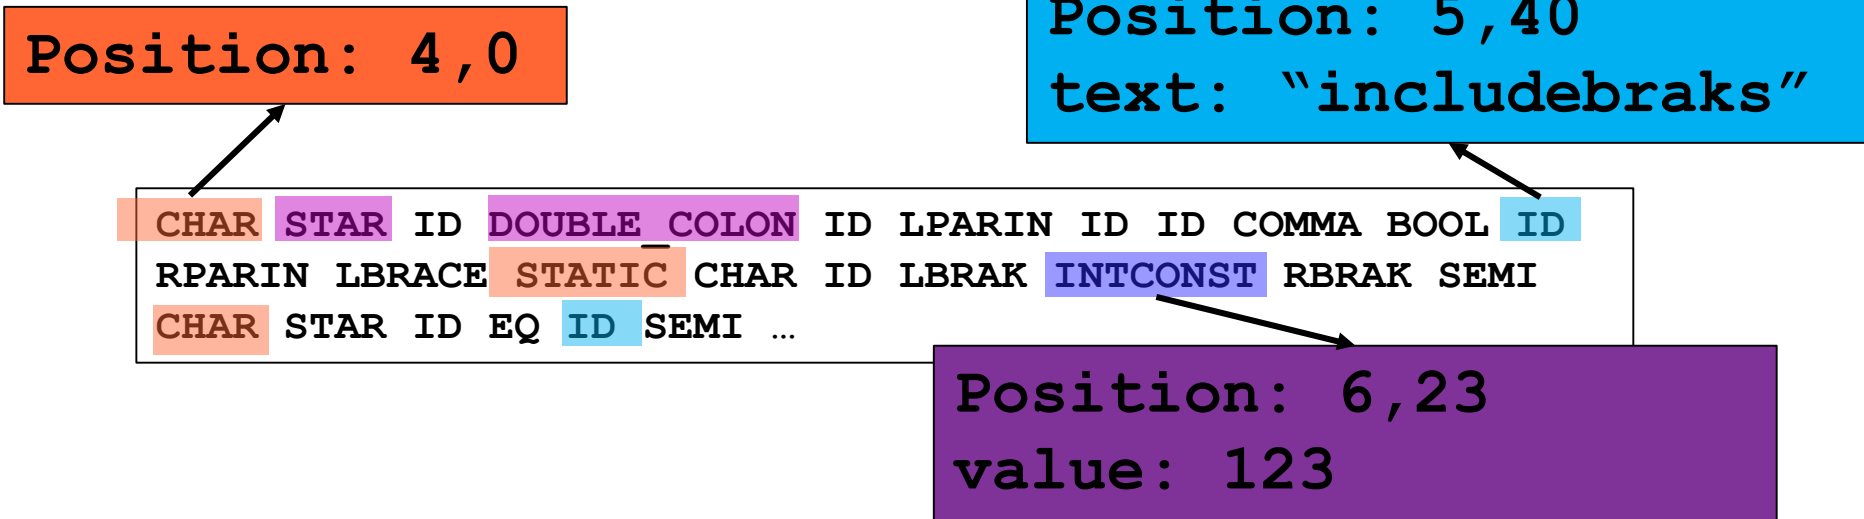 Position: 4,0
Position: 5,40
text: “includebraks”
CHAR STAR ID DOUBLE_COLON ID LPARIN ID ID COMMA BOOL ID
RPARIN LBRACE STATIC CHAR ID LBRAK INTCONST RBRAK SEMI
CHAR STAR ID EQ ID SEMI …
Position: 6,23
value: 123